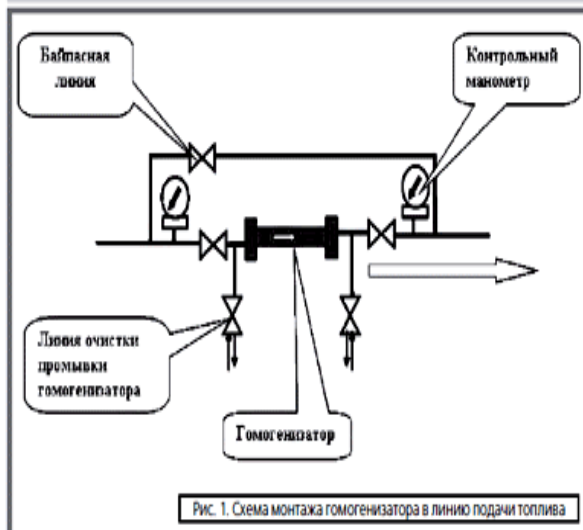 Байпасная
линия
Контрольный
манометр
Линия очистки
промывки
гомогенизатора
Гомогенизатор
Рис. 1. Схема монтажа гомогенизатора в линию подачи топлива